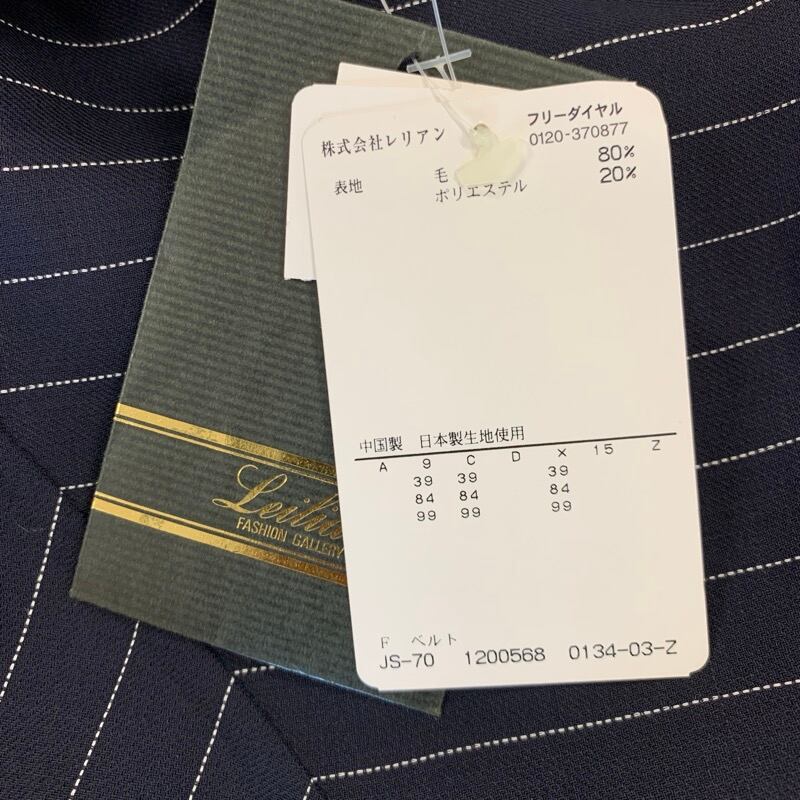 株式会社レリアン
フリーダイヤル
0120-370877
表地 毛 80%
ポリエステル 20%
中国製 日本製生地使用
A 9 C D × 15 Z
39 39 39
84 84 84
99 99 99
F ベルト
JS-70 1200568 0134-03-Z
FASHION GALLERY